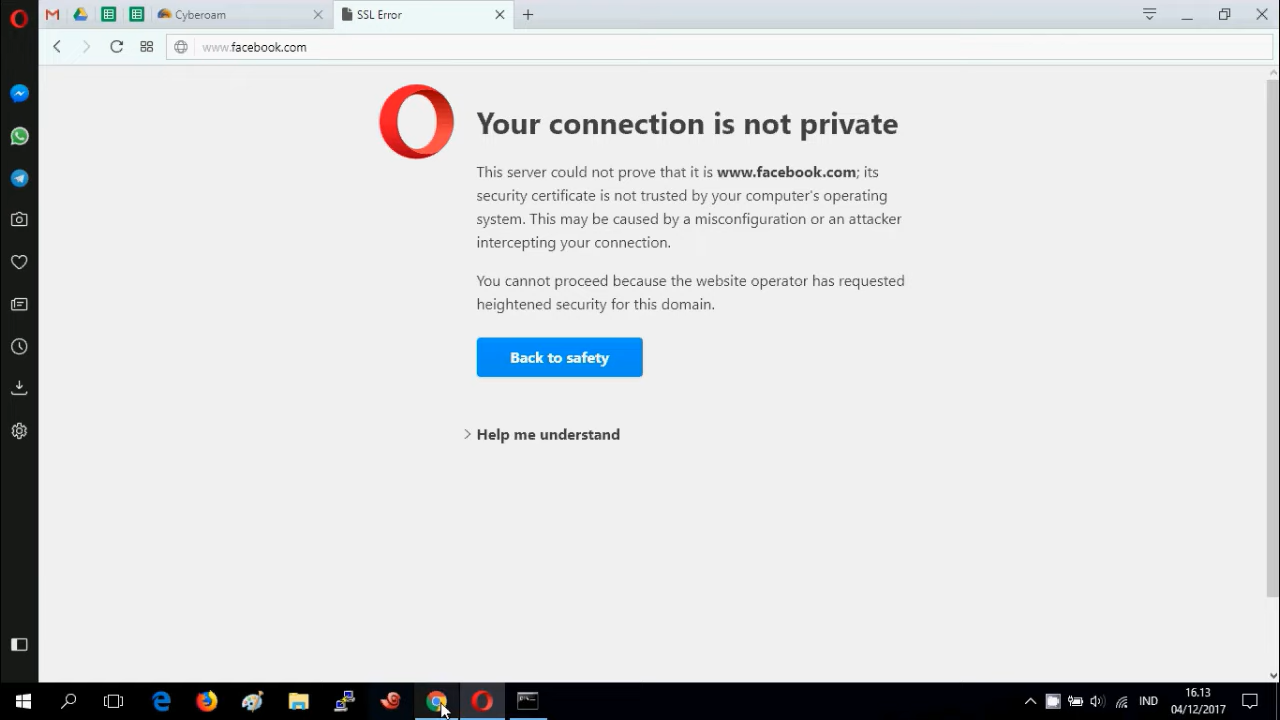 Cyberoam
SSL Error
www.facebook.com
Your connection is not private
This server could not prove that it is www.facebook.com; its
security certificate is not trusted by your computer's operating
system. This may be caused by a misconfiguration or an attacker
intercepting your connection.
You cannot proceed because the website operator has requested
heightened security for this domain.
Back to safety
Help me understand
IND
16.13
04/12/2017